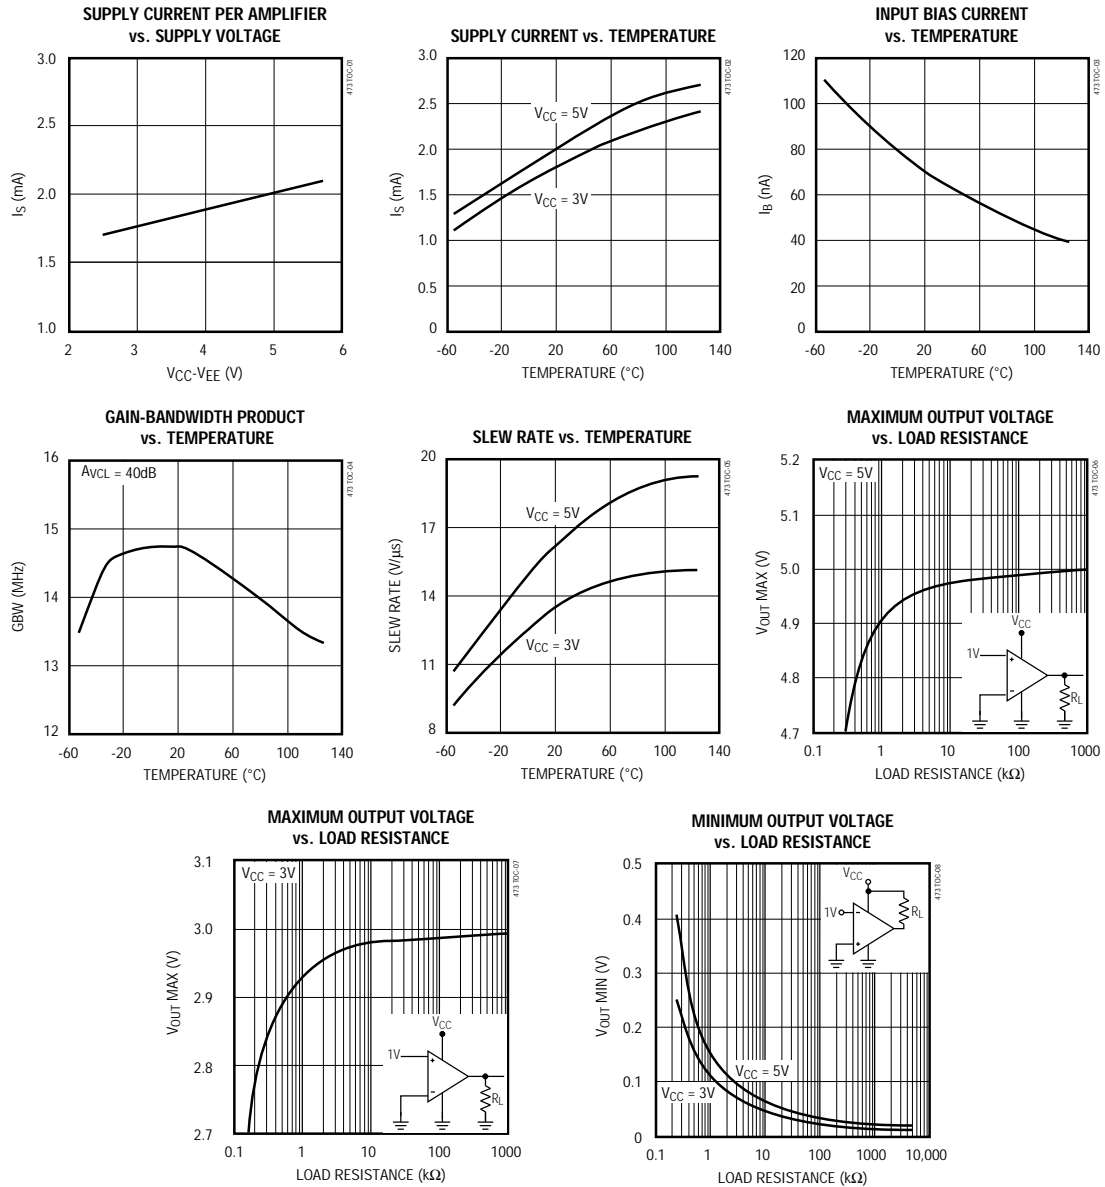 SUPPLY CURRENT PER AMPLIFIER
vs. SUPPLY VOLTAGE
3.0
2.5
2.0
1.5
1.0
IS (mA)
2 3 4 5 6
VCC-VEE (V)
473 TOC-01
SUPPLY CURRENT vs. TEMPERATURE
3.0
2.5
2.0
1.5
1.0
0.5
0
IS (mA)
VCC = 5V
VCC = 3V
-60 -20 20 60 100 140
TEMPERATURE (°C)
473 TOC-02
INPUT BIAS CURRENT
vs. TEMPERATURE
120
100
80
60
40
20
0
IB (nA)
-60 -20 20 60 100 140
TEMPERATURE (°C)
473 TOC-03
GAIN-BANDWIDTH PRODUCT
vs. TEMPERATURE
16
15
14
13
12
GBW (MHz)
AVCL = 40dB
-60 -20 20 60 100 140
TEMPERATURE (°C)
473 TOC-04
SLEW RATE vs. TEMPERATURE
20
17
14
11
8
SLEW RATE (V/µs)
VCC = 5V
VCC = 3V
-60 -20 20 60 100 140
TEMPERATURE (°C)
473 TOC-05
MAXIMUM OUTPUT VOLTAGE
vs. LOAD RESISTANCE
5.2
5.1
5.0
4.9
4.8
4.7
VOUT MAX (V)
VCC = 5V
VCC
1V
+
-
RL
0.1 1 10 100 1000
LOAD RESISTANCE (kΩ)
473 TOC-06
MAXIMUM OUTPUT VOLTAGE
vs. LOAD RESISTANCE
3.1
3.0
2.9
2.8
2.7
VOUT MAX (V)
VCC = 3V
VCC
1V
+
-
RL
0.1 1 10 100 1000
LOAD RESISTANCE (kΩ)
473 TOC-07
MINIMUM OUTPUT VOLTAGE
vs. LOAD RESISTANCE
0.5
0.4
0.3
0.2
0.1
0
VOUT MIN (V)
VCC
1V
-
+
RL
VCC = 5V
VCC = 3V
0.1 1 10 100 1000 10,000
LOAD RESISTANCE (kΩ)
473 TOC-08